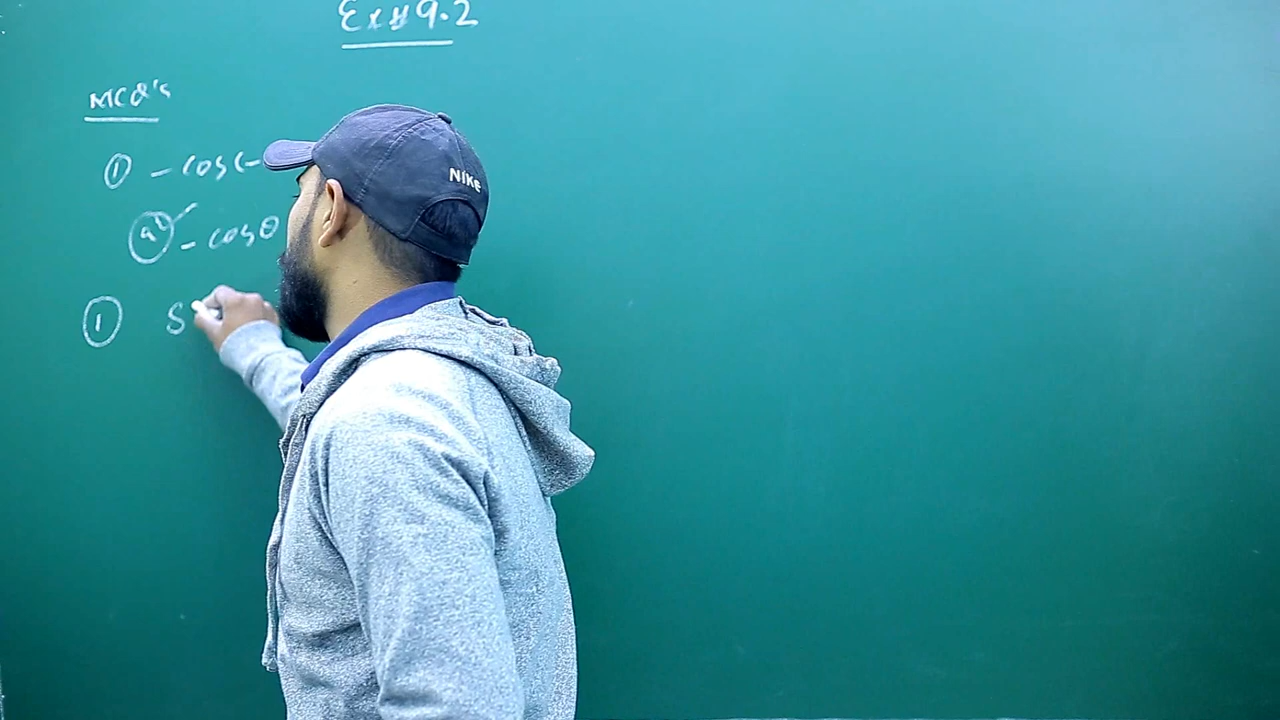 Ex # 9.2
MCQ's
① - cos(-
ⓐ ✓ - cosθ
① S
NIKE